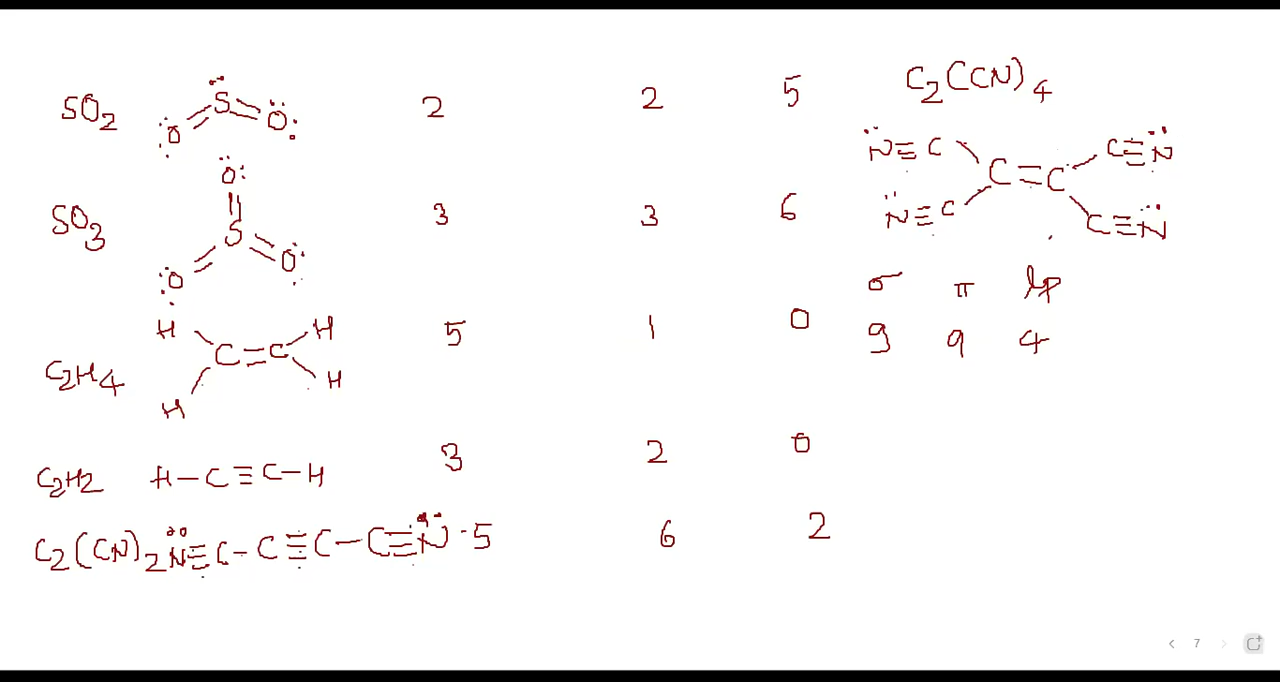 SO2 S O O 2 2 5
SO3 O S O O 3 3 6
C2H4 H H C=C H H 5 1 0
C2H2 H-C≡C-H 3 2 0
C2(CN)2 N≡C-C≡C-C≡N 5 6 2
C2(CN)4
N≡C C≡N
C=C
N≡C C≡N
σ π lp
9 9 4
7